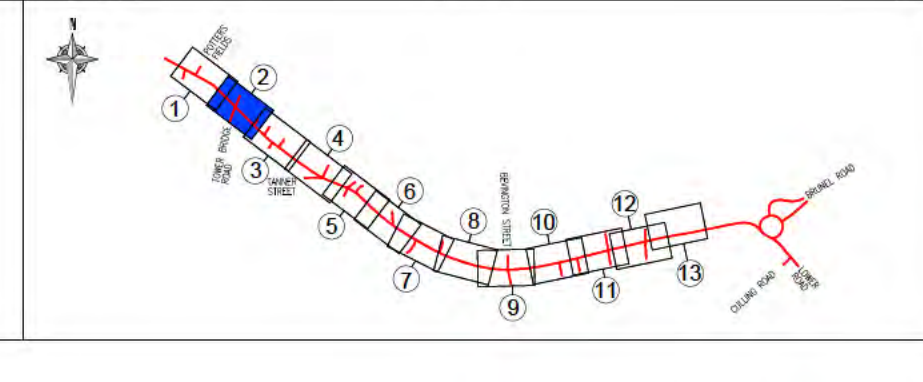 N
POTTERS
FIELDS
2
1
TOWER BRIDGE
ROAD
3
TANNER
STREET
4
5
6
7
8
BEVINGTON STREET
9
10
11
12
13
BRUNEL ROAD
CULLING ROAD
LOWER
ROAD